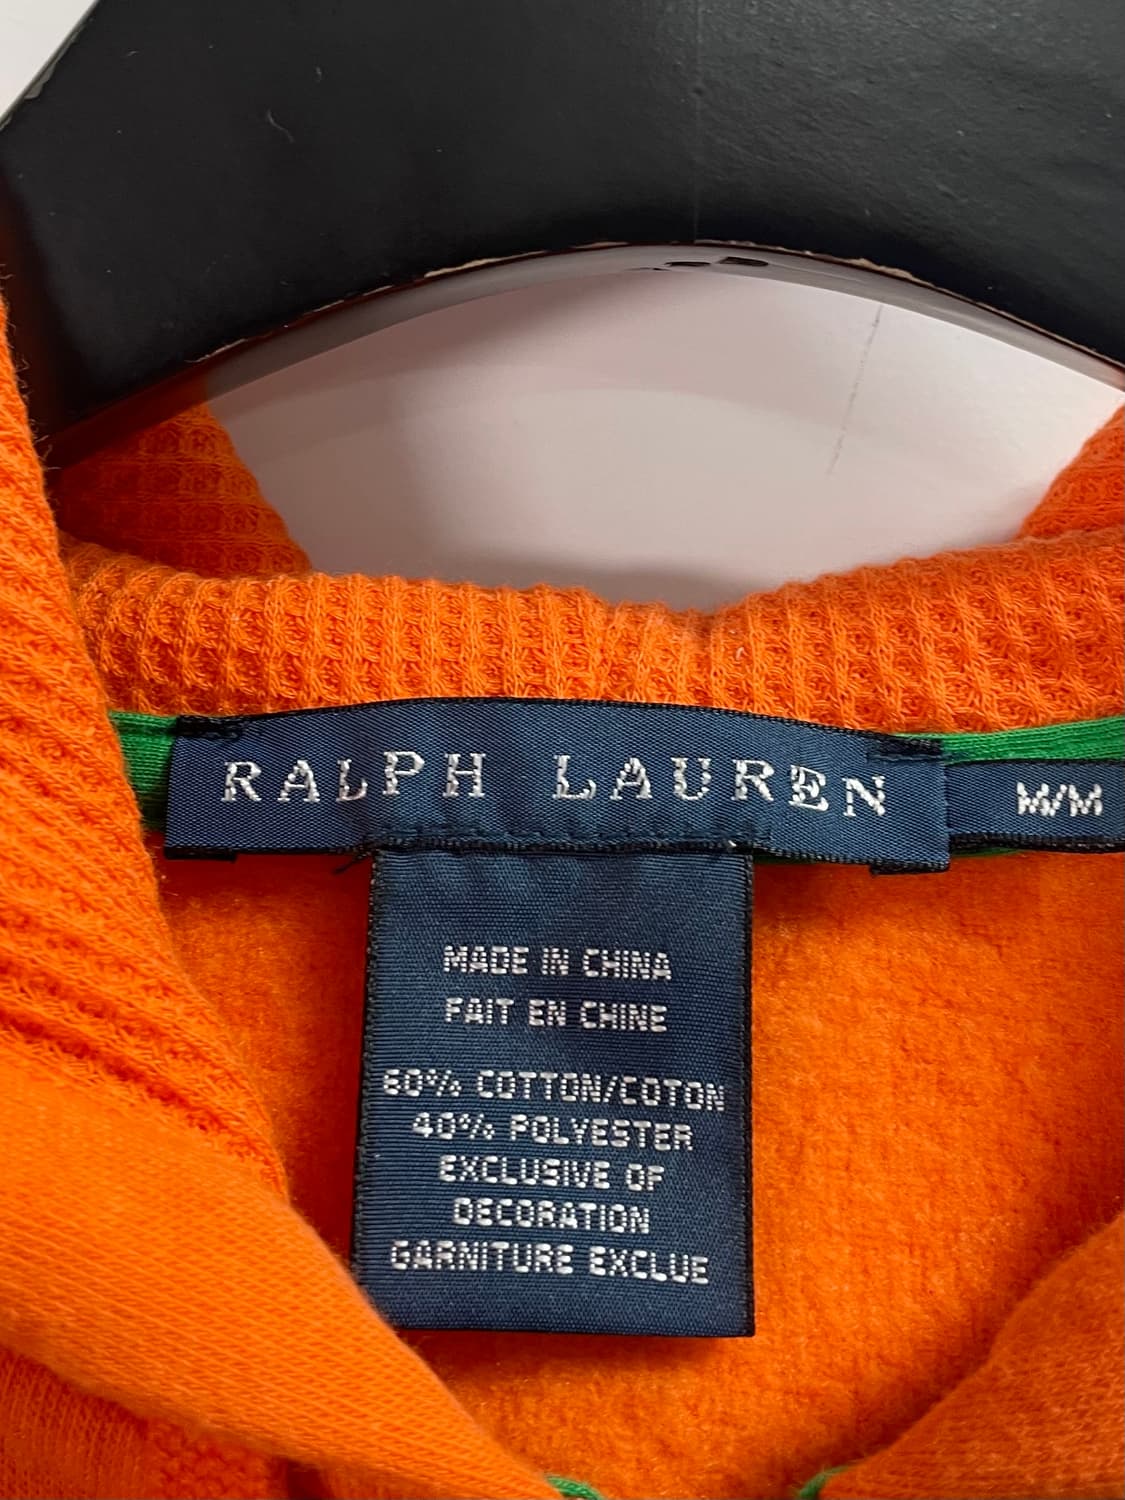 RALPH LAUREN
M/M
MADE IN CHINA
FAIT EN CHINE
60% COTTON/COTON
40% POLYESTER
EXCLUSIVE OF
DECORATION
GARNITURE EXCLUE